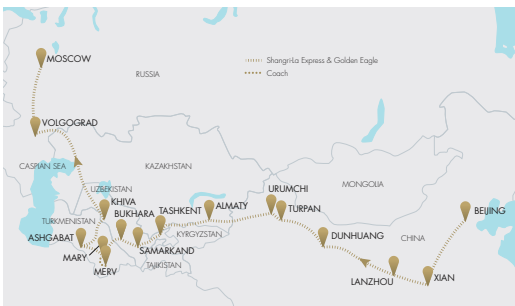 MOSCOW
RUSSIA
Shangri-La Express & Golden Eagle
Coach
VOLGOGRAD
CASPIAN SEA
KAZAKHSTAN
MONGOLIA
UZBEKISTAN
URUMCHI
KHIVA
BUKHARA
TASHKENT
ALMATY
TURPAN
BEIJING
TURKMENISTAN
KYRGYZSTAN
ASHGABAT
DUNHUANG
CHINA
MARY
SAMARKAND
MERV
TAJIKISTAN
LANZHOU
XIAN